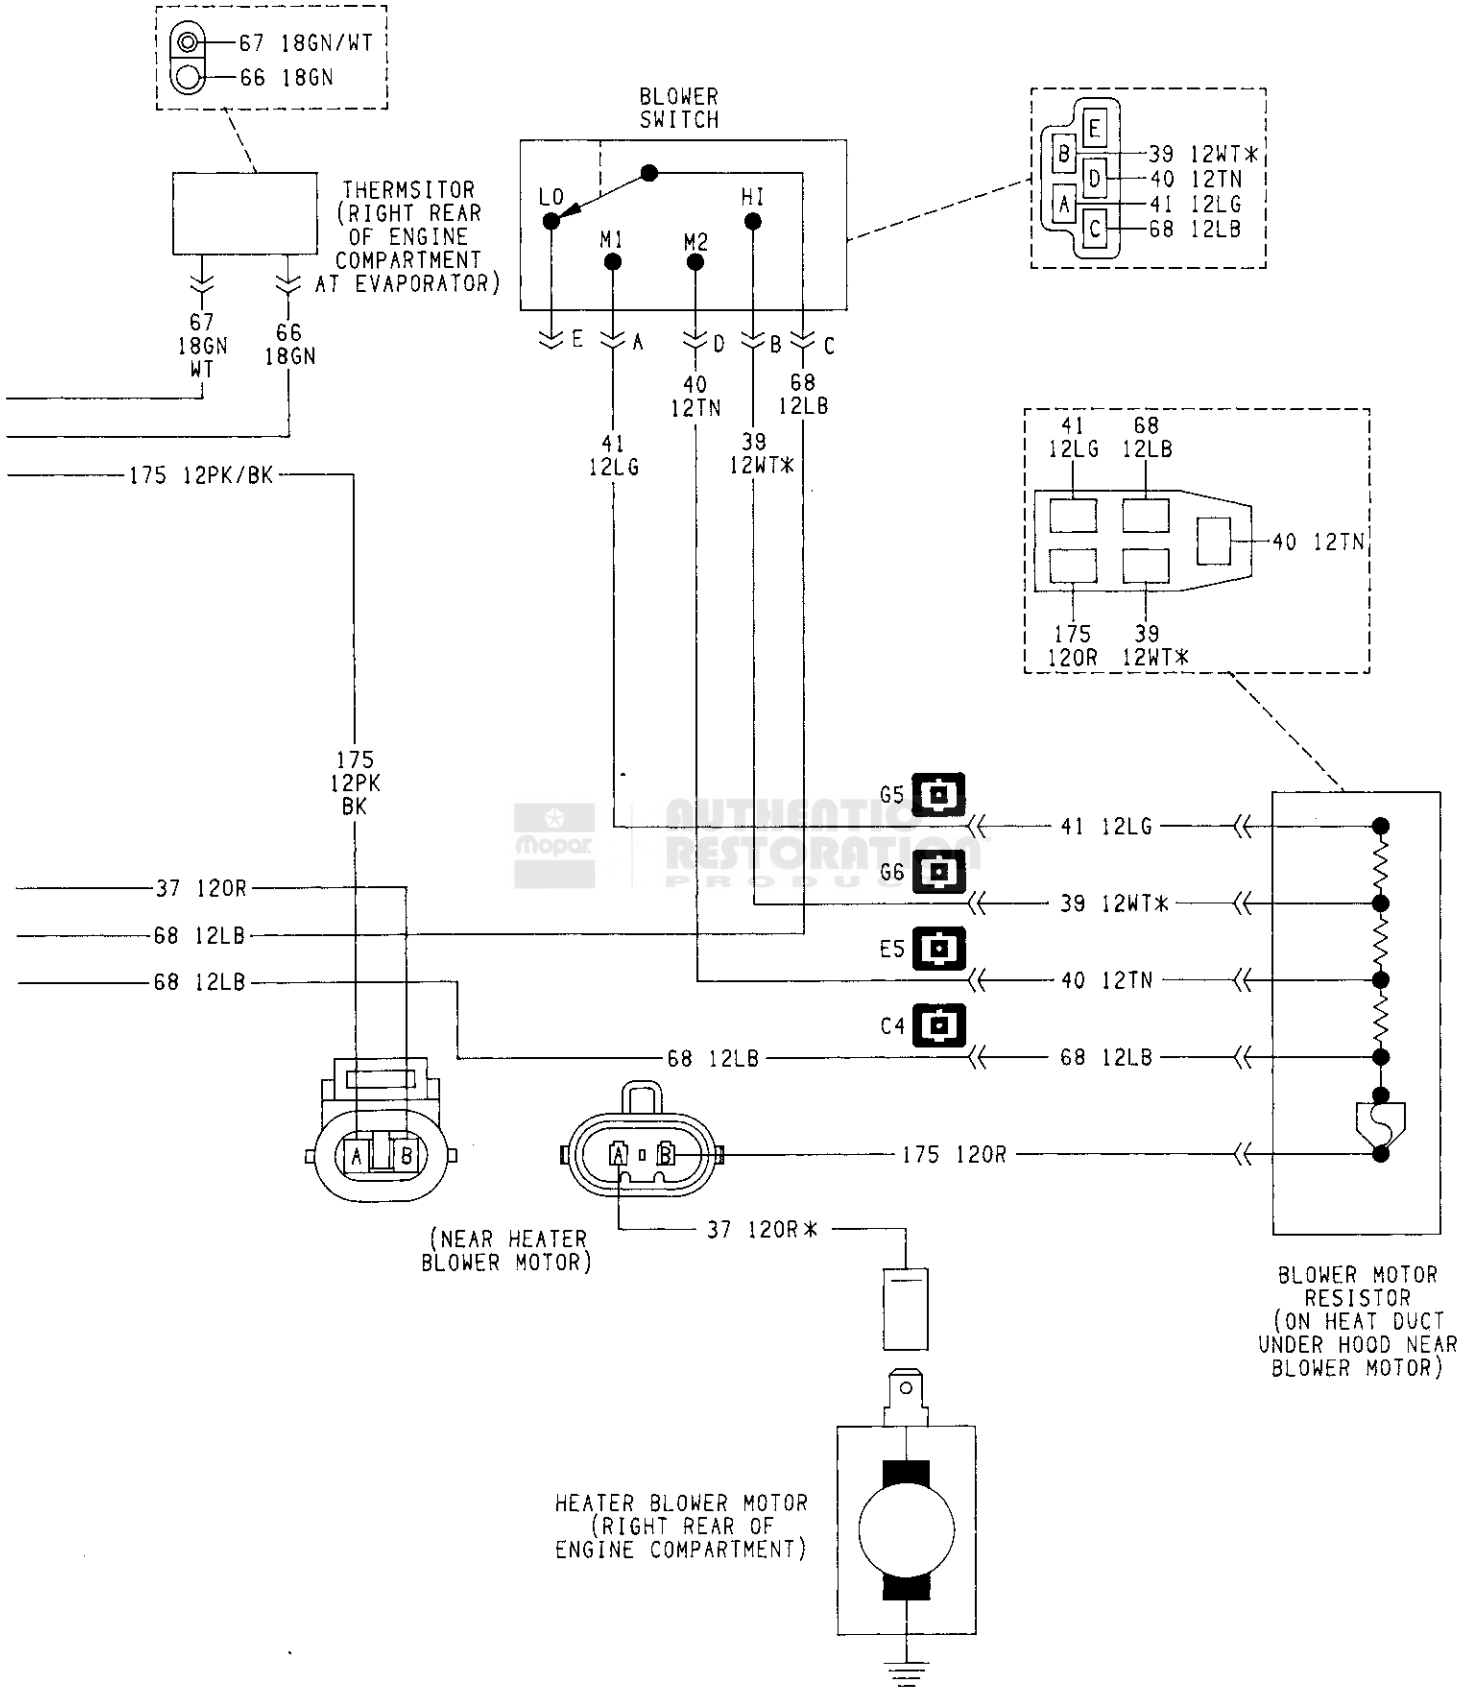 67 18GN/WT
66 18GN
THERMSITOR
(RIGHT REAR
OF ENGINE
COMPARTMENT
AT EVAPORATOR)
67
18GN
WT
66
18GN
BLOWER
SWITCH
LO
M1
M2
HI
E
A
D
B
C
41
12LG
40
12TN
39
12WT*
68
12LB
E
B
D
A
C
39 12WT*
40 12TN
41 12LG
68 12LB
175 12PK/BK
175
12PK
BK
41
12LG
68
12LB
40 12TN
175
12OR
39
12WT*
Mopar
AUTHENTIC
RESTORATION
PRODUCT
G5
41 12LG
G6
39 12WT*
E5
40 12TN
C4
68 12LB
68 12LB
37 12OR
68 12LB
68 12LB
A
B
A
B
175 12OR
(NEAR HEATER
BLOWER MOTOR)
37 12OR*
BLOWER MOTOR
RESISTOR
(ON HEAT DUCT
UNDER HOOD NEAR
BLOWER MOTOR)
HEATER BLOWER MOTOR
(RIGHT REAR OF
ENGINE COMPARTMENT)